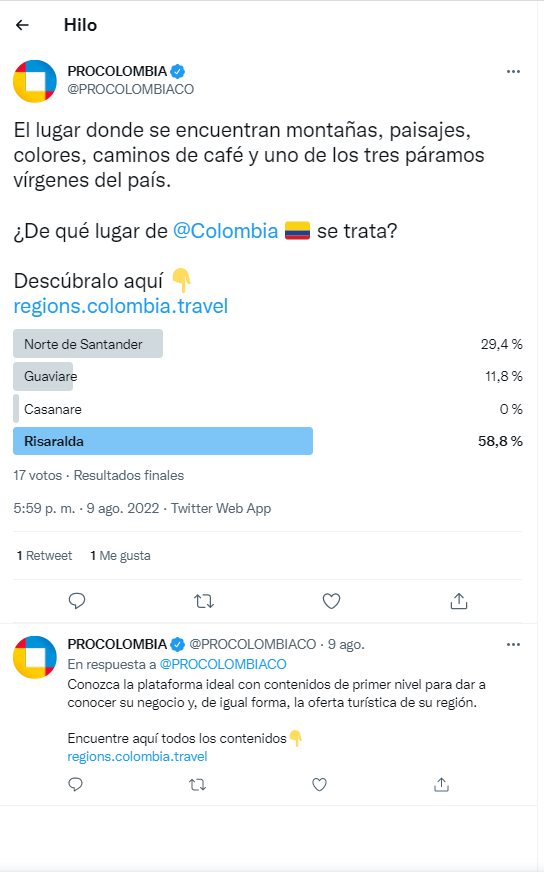 Hilo
PROCOLOMBIA
@PROCOLOMBIACO
El lugar donde se encuentran montañas, paisajes,
colores, caminos de café y uno de los tres páramos
vírgenes del país.
¿De qué lugar de @Colombia 🇨🇴 se trata?
Descúbralo aquí 👇
regions.colombia.travel
Norte de Santander 29,4 %
Guaviare 11,8 %
Casanare 0 %
Risaralda 58,8 %
17 votos · Resultados finales
5:59 p. m. · 9 ago. 2022 · Twitter Web App
1 Retweet 1 Me gusta
PROCOLOMBIA @PROCOLOMBIACO · 9 ago.
En respuesta a @PROCOLOMBIACO
Conozca la plataforma ideal con contenidos de primer nivel para dar a
conocer su negocio y, de igual forma, la oferta turística de su región.
Encuentre aquí todos los contenidos👇
regions.colombia.travel